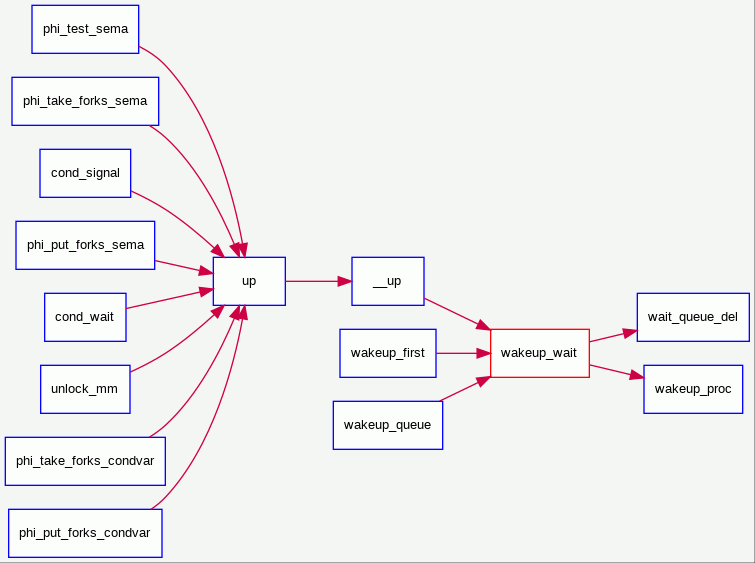 phi_test_sema
phi_take_forks_sema
cond_signal
phi_put_forks_sema
cond_wait
unlock_mm
phi_take_forks_condvar
phi_put_forks_condvar
up
__up
wakeup_first
wakeup_queue
wakeup_wait
wait_queue_del
wakeup_proc